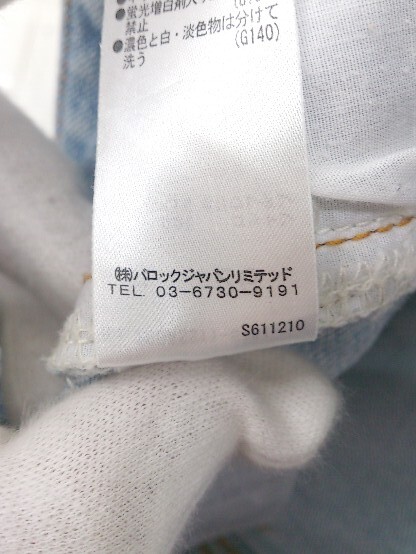 ●蛍光増白剤
禁止
●濃色と白・淡色物は分けて
洗う (G140)
㈱バロックジャパンリミテッド
TEL. 03-6730-9191
S611210